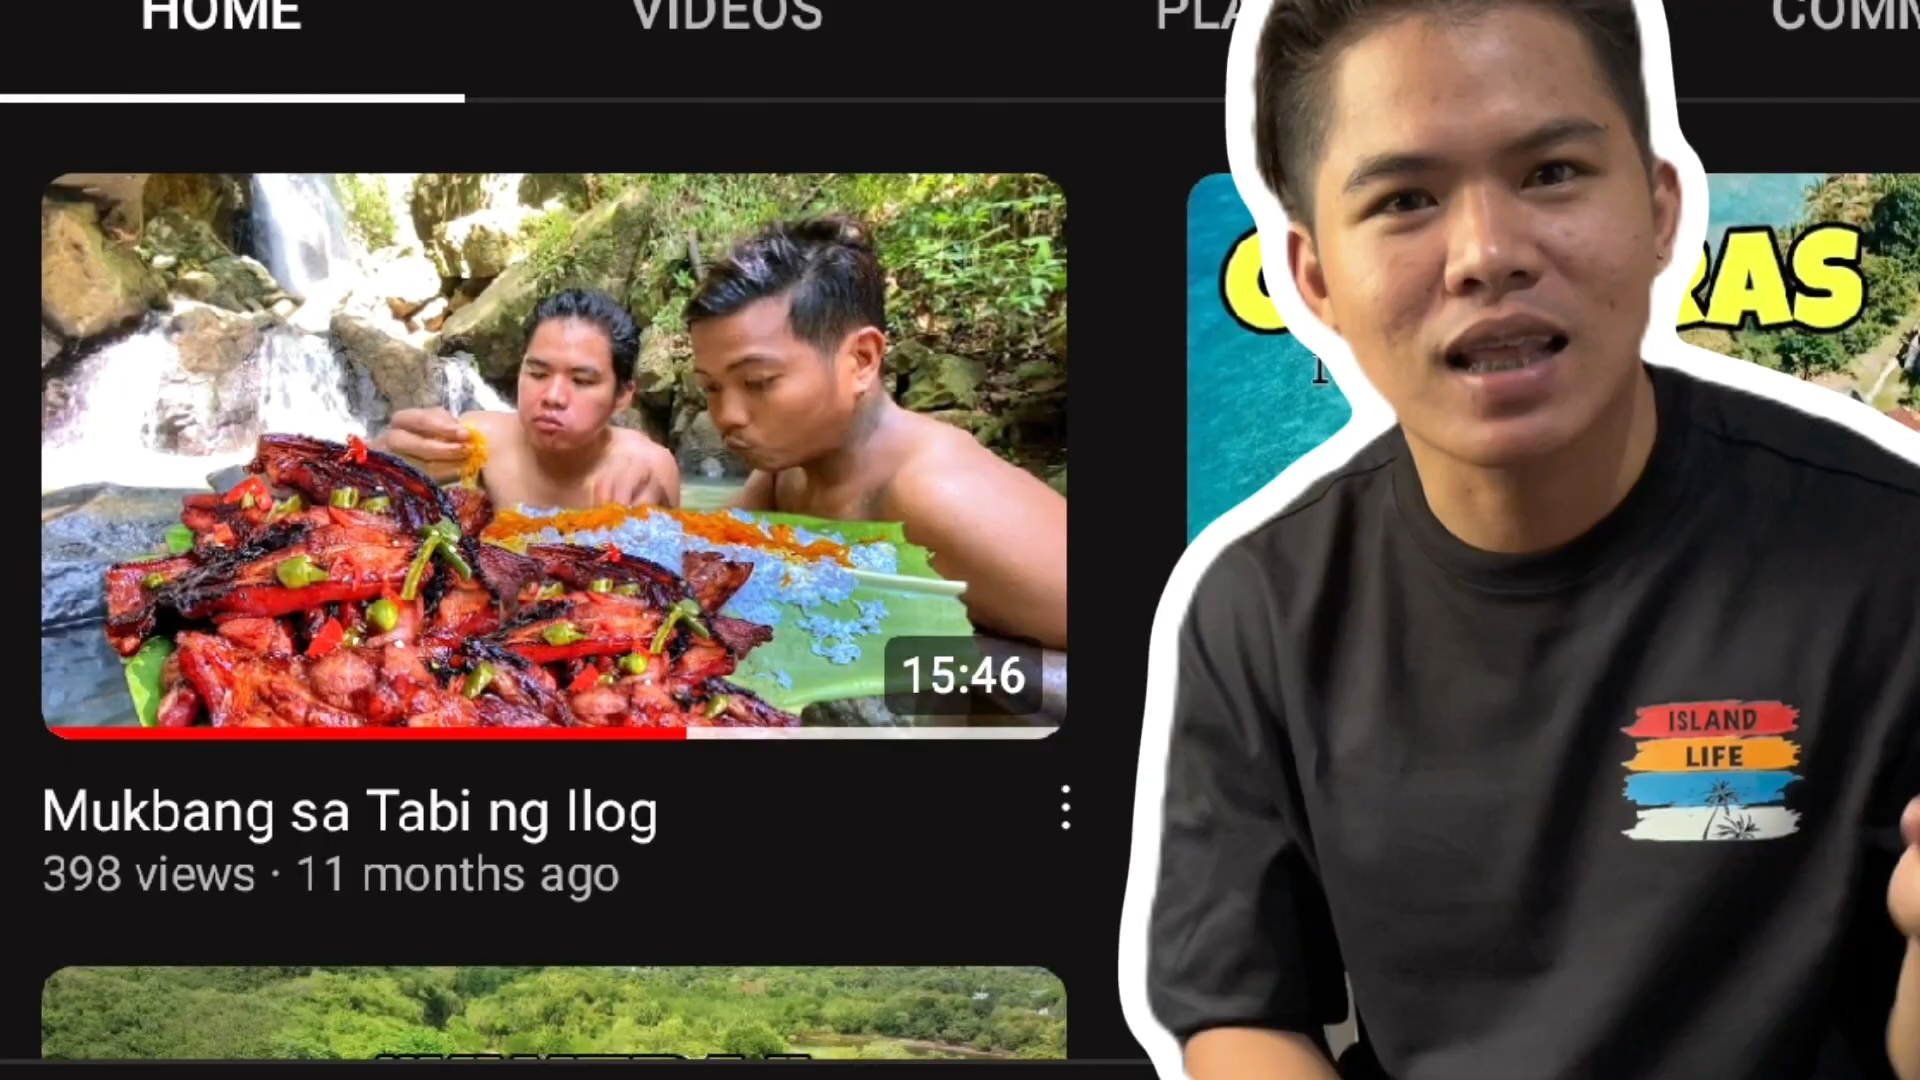 HOME
VIDEOS
15:46
Mukbang sa Tabi ng Ilog
398 views · 11 months ago
ISLAND
LIFE